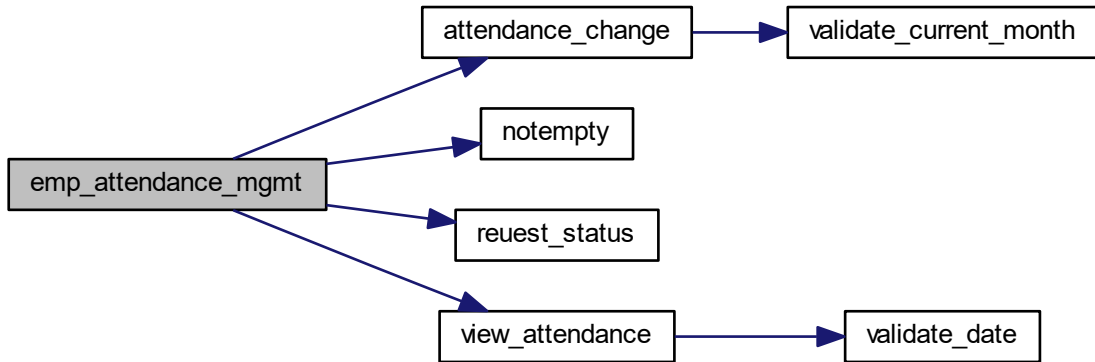 attendance_change
validate_current_month
notempty
emp_attendance_mgmt
reuest_status
view_attendance
validate_date